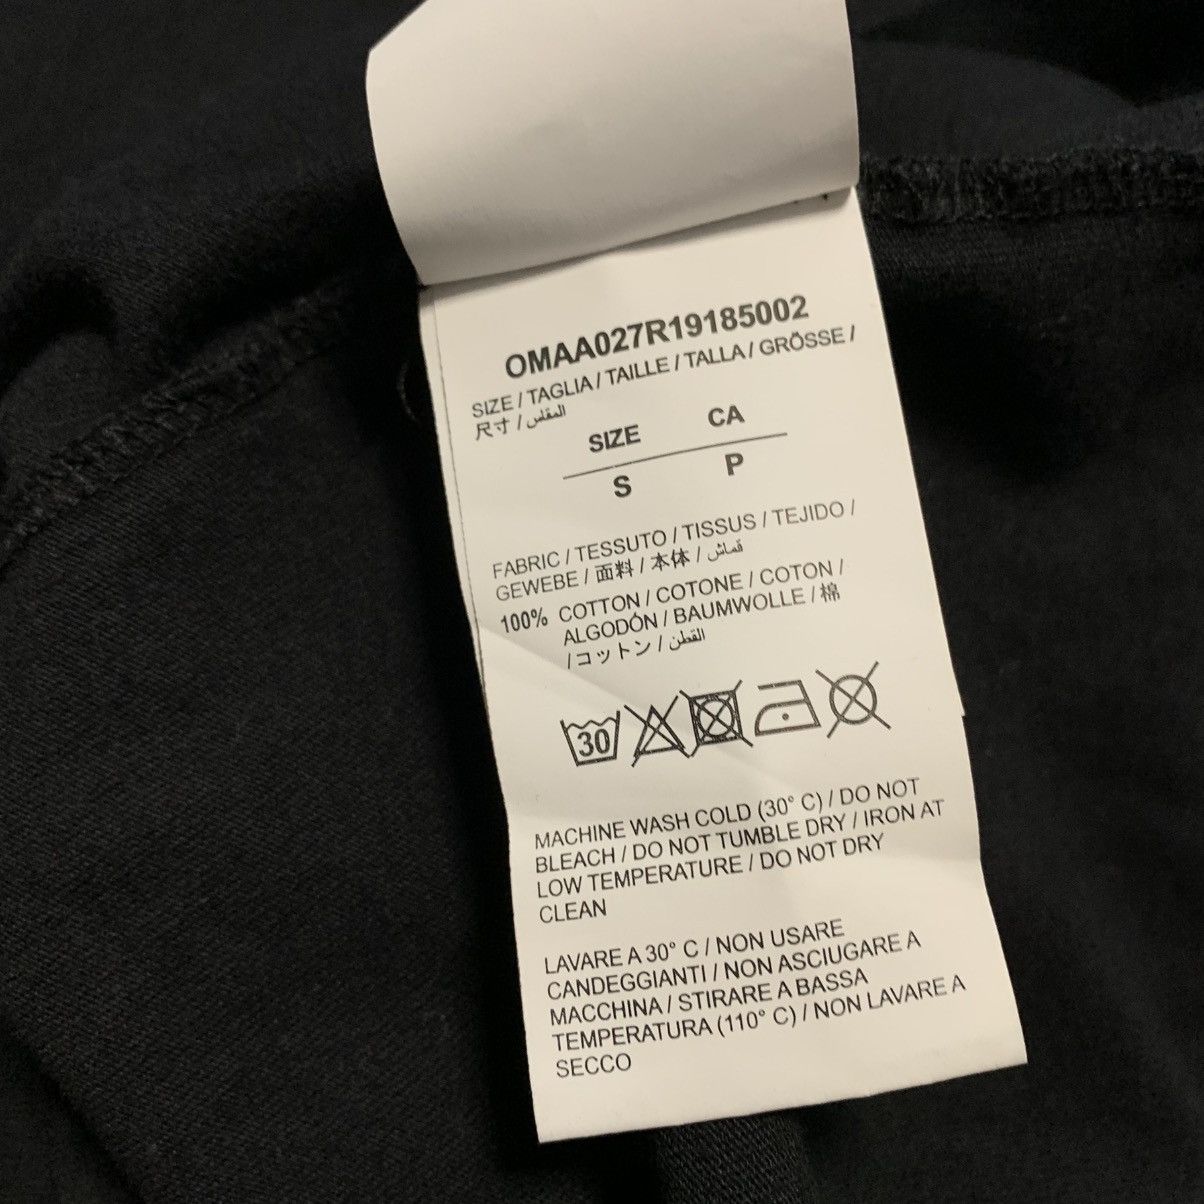 OMAA027R19185002
SIZE / TAGLIA / TAILLE / TALLA / GRÖSSE /
尺寸 / المقاس
SIZE CA
S P
FABRIC / TESSUTO / TISSUS / TEJIDO /
GEWEBE / 面料 / 本体 / قماش
100% COTTON / COTONE / COTON /
ALGODÓN / BAUMWOLLE / 棉
/ コットン / القطن
30
MACHINE WASH COLD (30° C) / DO NOT
BLEACH / DO NOT TUMBLE DRY / IRON AT
LOW TEMPERATURE / DO NOT DRY
CLEAN
LAVARE A 30° C / NON USARE
CANDEGGIANTI / NON ASCIUGARE A
MACCHINA / STIRARE A BASSA
TEMPERATURA (110° C) / NON LAVARE A
SECCO